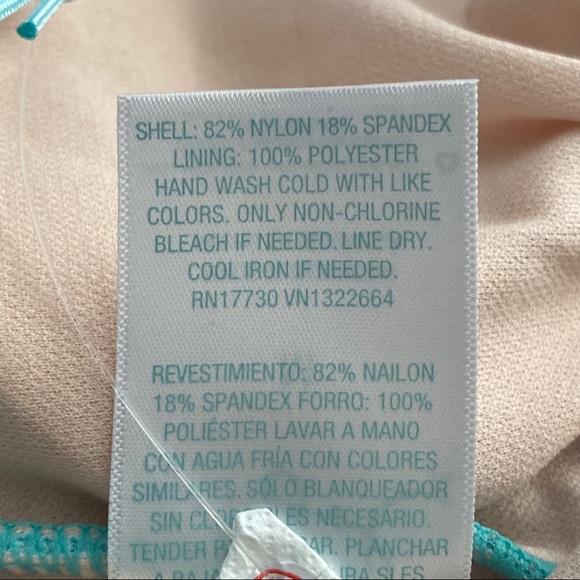 SHELL: 82% NYLON 18% SPANDEX
LINING: 100% POLYESTER
HAND WASH COLD WITH LIKE
COLORS. ONLY NON-CHLORINE
BLEACH IF NEEDED. LINE DRY.
COOL IRON IF NEEDED.
RN17730 VN1322664
REVESTIMIENTO: 82% NAILON
18% SPANDEX FORRO: 100%
POLIÉSTER LAVAR A MANO
CON AGUA FRÍA CON COLORES
SIMILARES. SÓLO BLANQUEADOR
SIN ES NECESARIO.
TENDER PLANCHAR
A